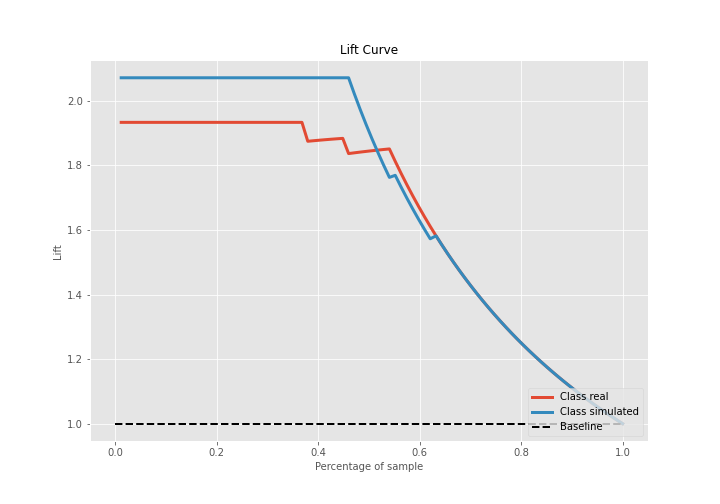 Lift Curve
Lift
2.0
1.8
1.6
1.4
1.2
1.0
0.0
0.2
0.4
0.6
0.8
1.0
Percentage of sample
Class real
Class simulated
Baseline